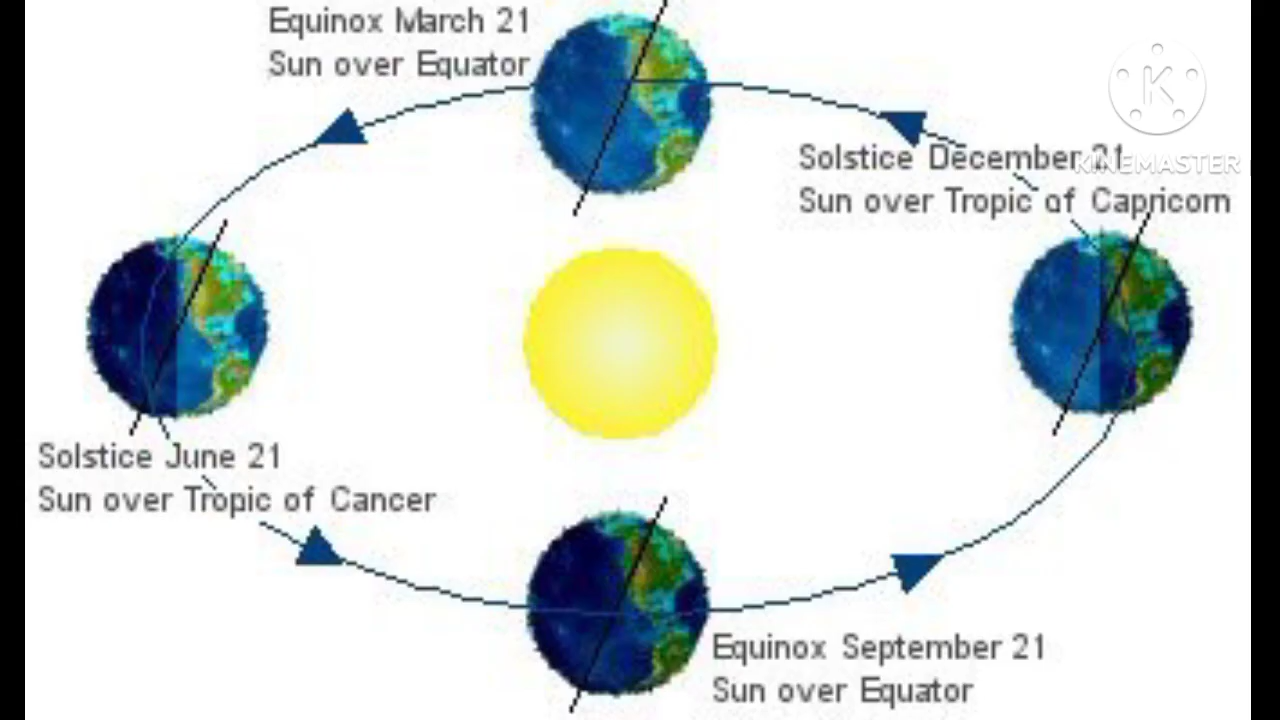 Equinox March 21
Sun over Equator
K
KINEMASTER
Solstice December 21
Sun over Tropic of Capricorn
Solstice June 21
Sun over Tropic of Cancer
Equinox September 21
Sun over Equator